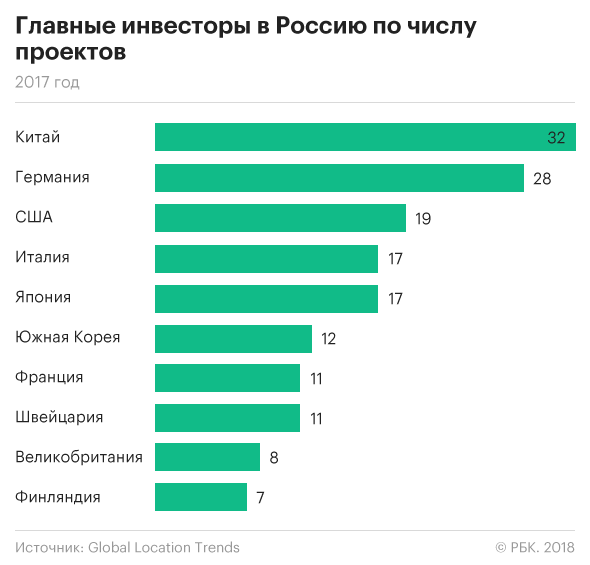 Главные инвесторы в Россию по числу
проектов
2017 год
Китай 32
Германия 28
США 19
Италия 17
Япония 17
Южная Корея 12
Франция 11
Швейцария 11
Великобритания 8
Финляндия 7
Источник: Global Location Trends © РБК. 2018